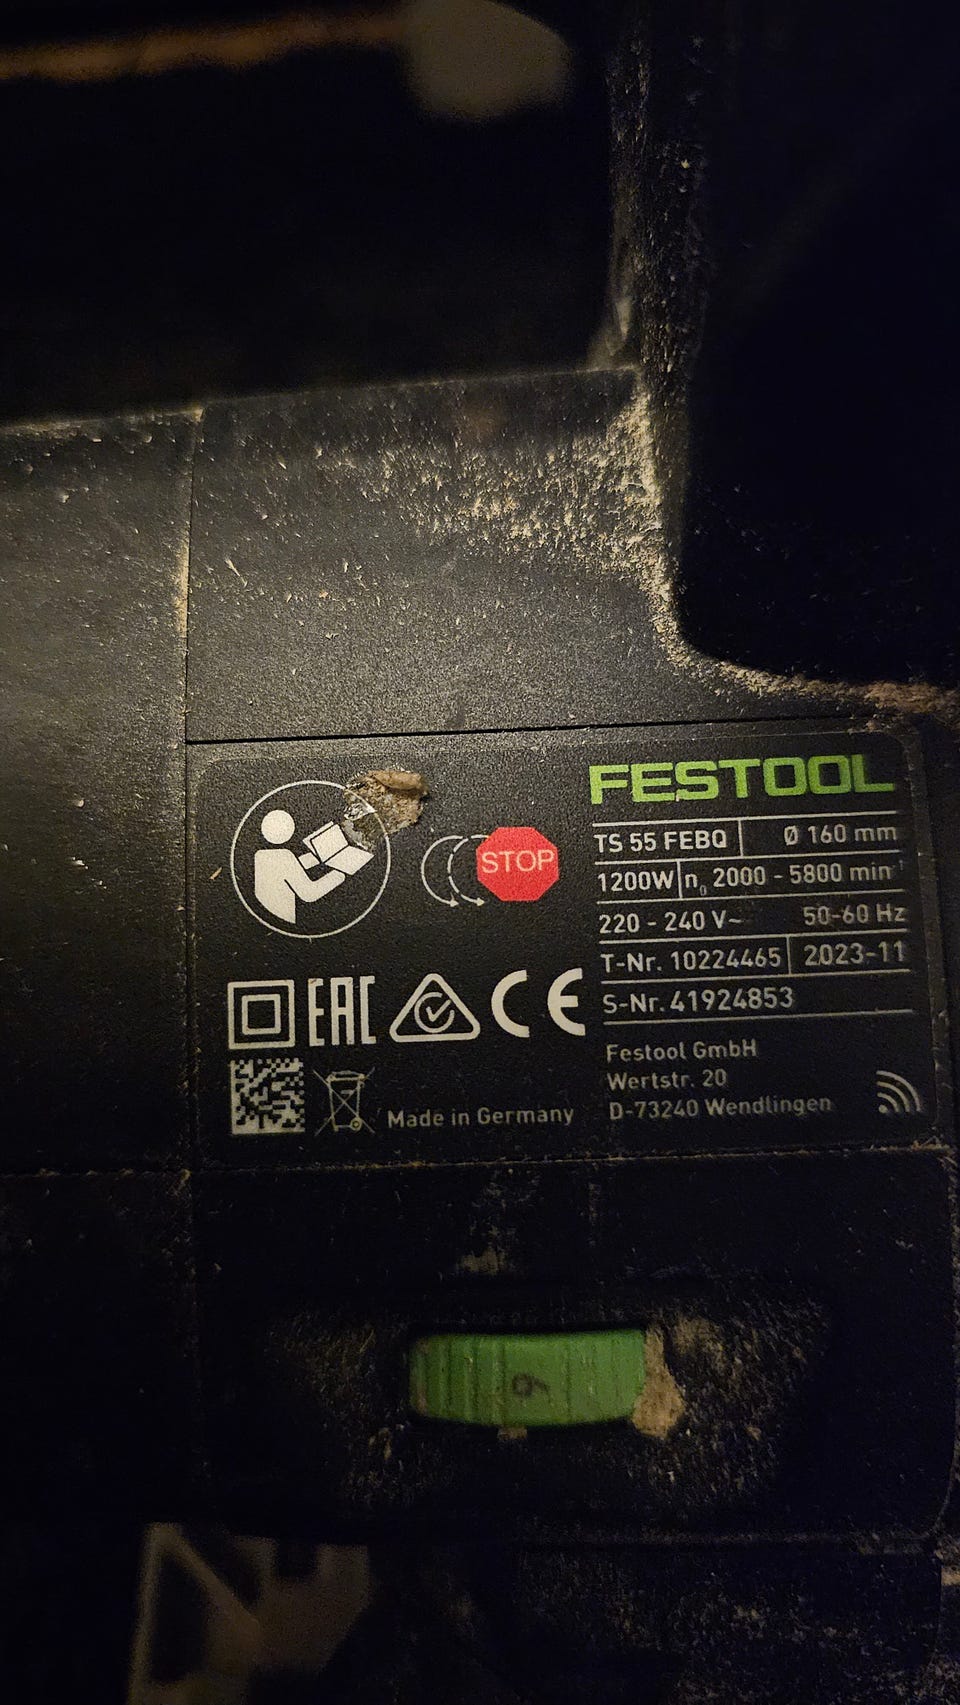 FESTOOL
TS 55 FEBQ Ø 160 mm
1200W n₀ 2000 - 5800 min⁻¹
220 - 240 V~ 50-60 Hz
T-Nr. 10224465 2023-11
S-Nr. 41924853
Festool GmbH
Wertstr. 20
D-73240 Wendlingen
STOP
EAC CE
Made in Germany
6